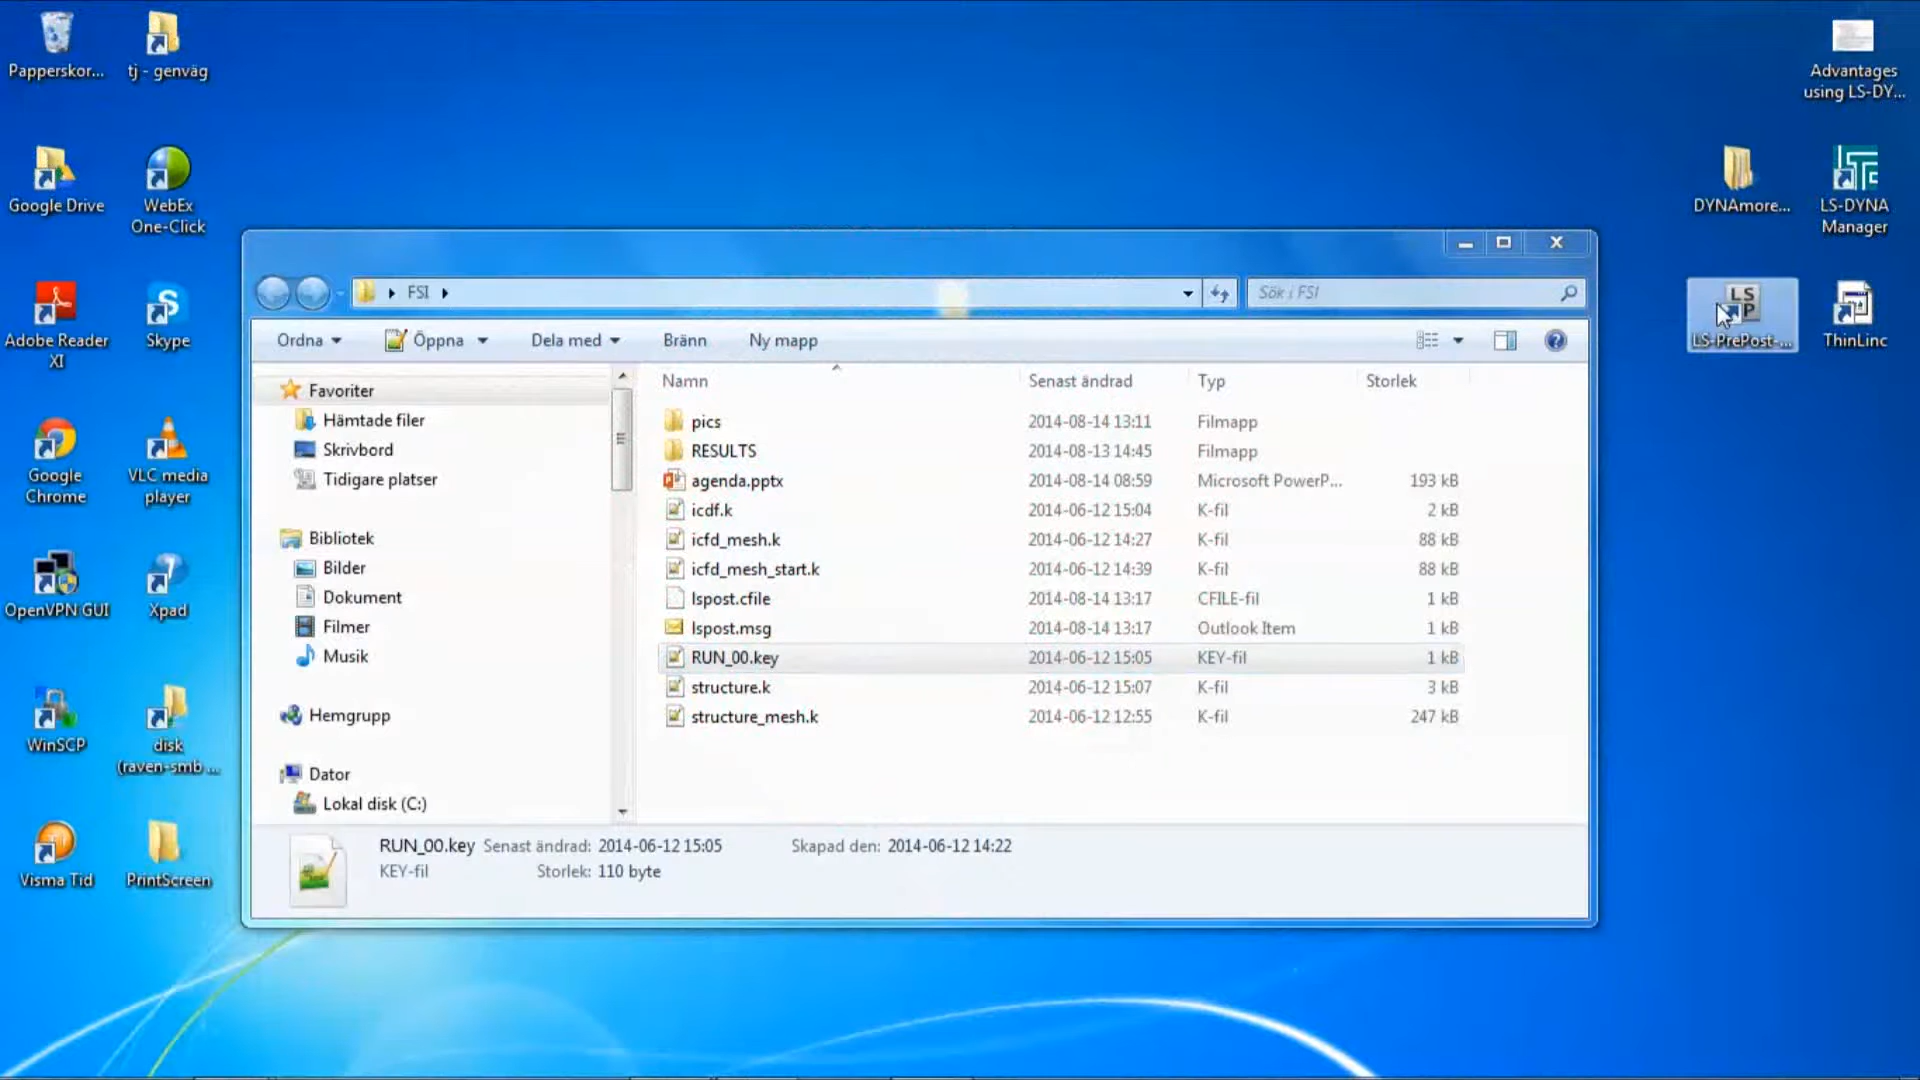 Papperskor...
tj - genväg
Google Drive
WebEx
One-Click
Adobe Reader
XI
Skype
Google
Chrome
VLC media
player
OpenVPN GUI
Xpad
WinSCP
disk
(raven-smb ...
Visma Tid
PrintScreen
FSI
Sök i FSI
Ordna
Öppna
Dela med
Bränn
Ny mapp
Favoriter
Hämtade filer
Skrivbord
Tidigare platser
Bibliotek
Bilder
Dokument
Filmer
Musik
Hemgrupp
Dator
Lokal disk (C:)
Namn Senast ändrad Typ Storlek
pics 2014-08-14 13:11 Filmapp
RESULTS 2014-08-13 14:45 Filmapp
agenda.pptx 2014-08-14 08:59 Microsoft PowerP... 193 kB
icdf.k 2014-06-12 15:04 K-fil 2 kB
icfd_mesh.k 2014-06-12 14:27 K-fil 88 kB
icfd_mesh_start.k 2014-06-12 14:39 K-fil 88 kB
lspost.cfile 2014-08-14 13:17 CFILE-fil 1 kB
lspost.msg 2014-08-14 13:17 Outlook Item 1 kB
RUN_00.key 2014-06-12 15:05 KEY-fil 1 kB
structure.k 2014-06-12 15:07 K-fil 3 kB
structure_mesh.k 2014-06-12 12:55 K-fil 247 kB
RUN_00.key Senast ändrad: 2014-06-12 15:05 Skapad den: 2014-06-12 14:22
KEY-fil Storlek: 110 byte
Advantages
using LS-DY...
DYNAmore...
LS-DYNA
Manager
LS
P
LS-PrePost-...
ThinLinc